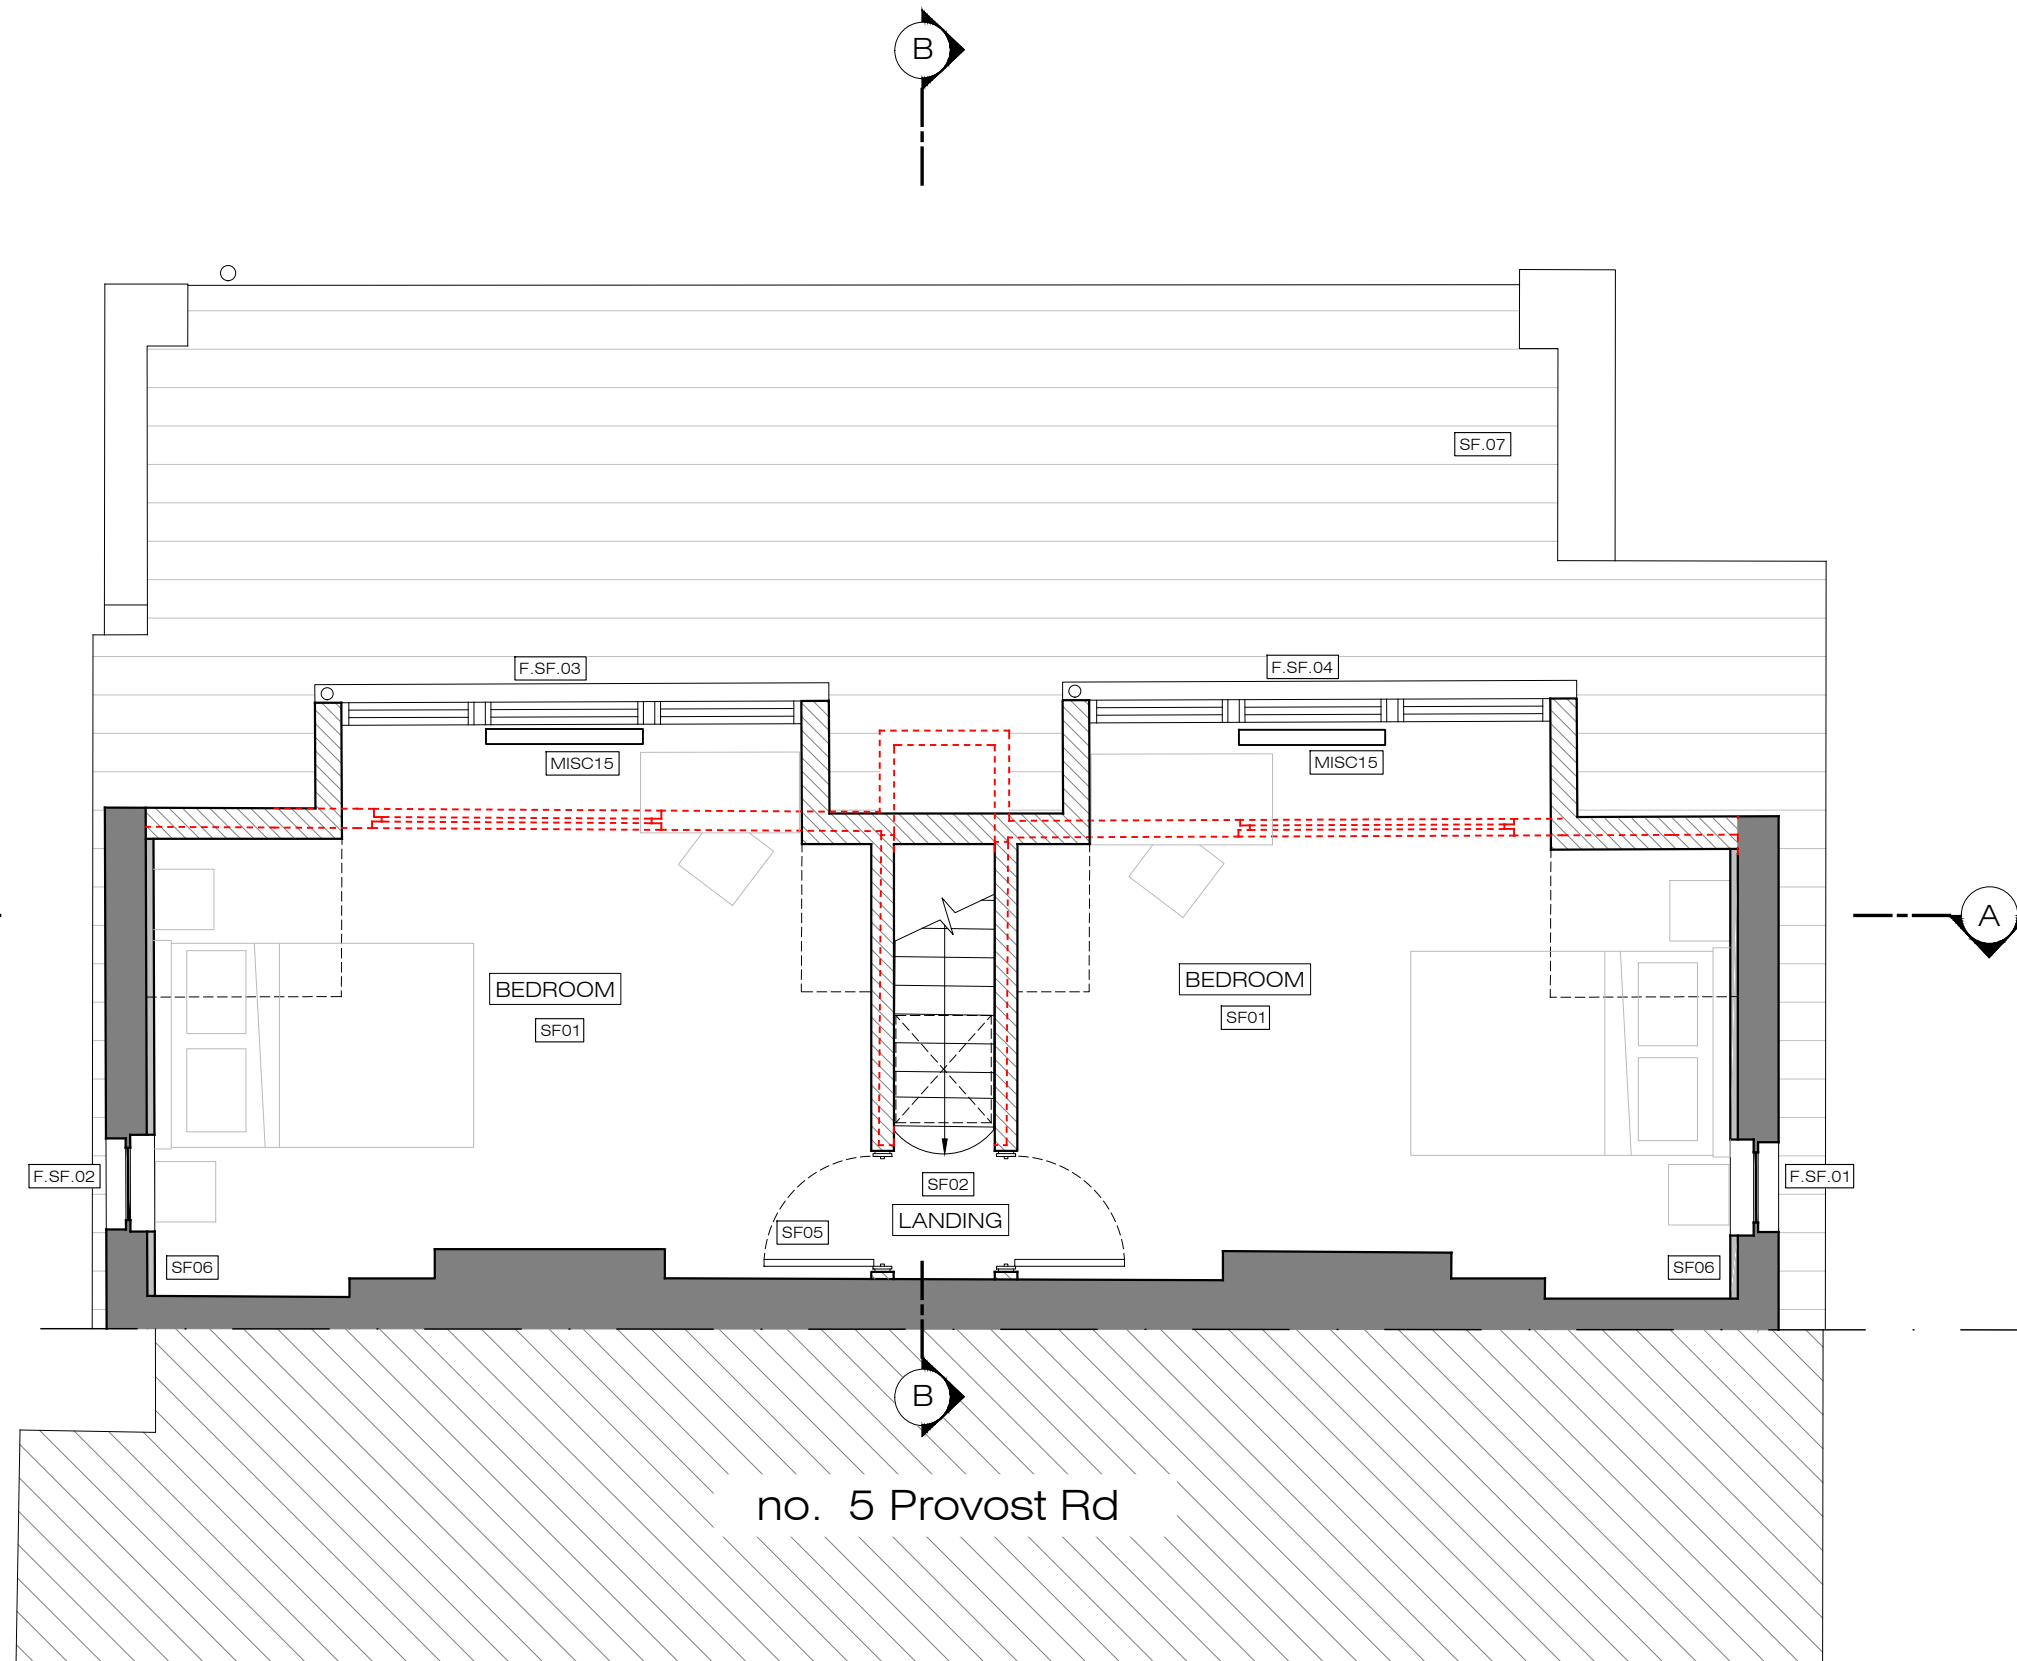 B
SF.07
F.SF.03
F.SF.04
MISC15
MISC15
A
BEDROOM
SF01
BEDROOM
SF01
F.SF.02
F.SF.01
SF02
LANDING
SF05
SF06
SF06
B
no. 5 Provost Rd